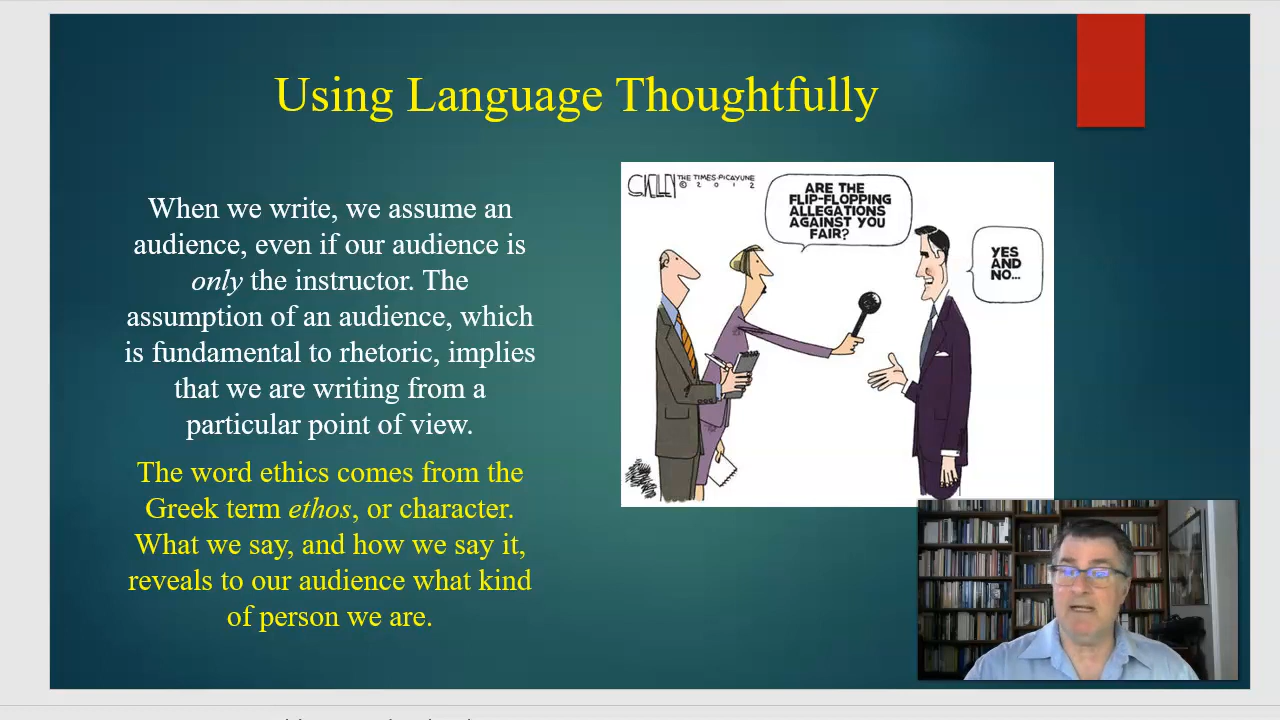 Using Language Thoughtfully
When we write, we assume an
audience, even if our audience is
only the instructor. The
assumption of an audience, which
is fundamental to rhetoric, implies
that we are writing from a
particular point of view.
The word ethics comes from the
Greek term ethos, or character.
What we say, and how we say it,
reveals to our audience what kind
of person we are.
THE TIMES-PICAYUNE
©2012
ARE THE
FLIP-FLOPPING
ALLEGATIONS
AGAINST YOU
FAIR?
YES
AND
NO...